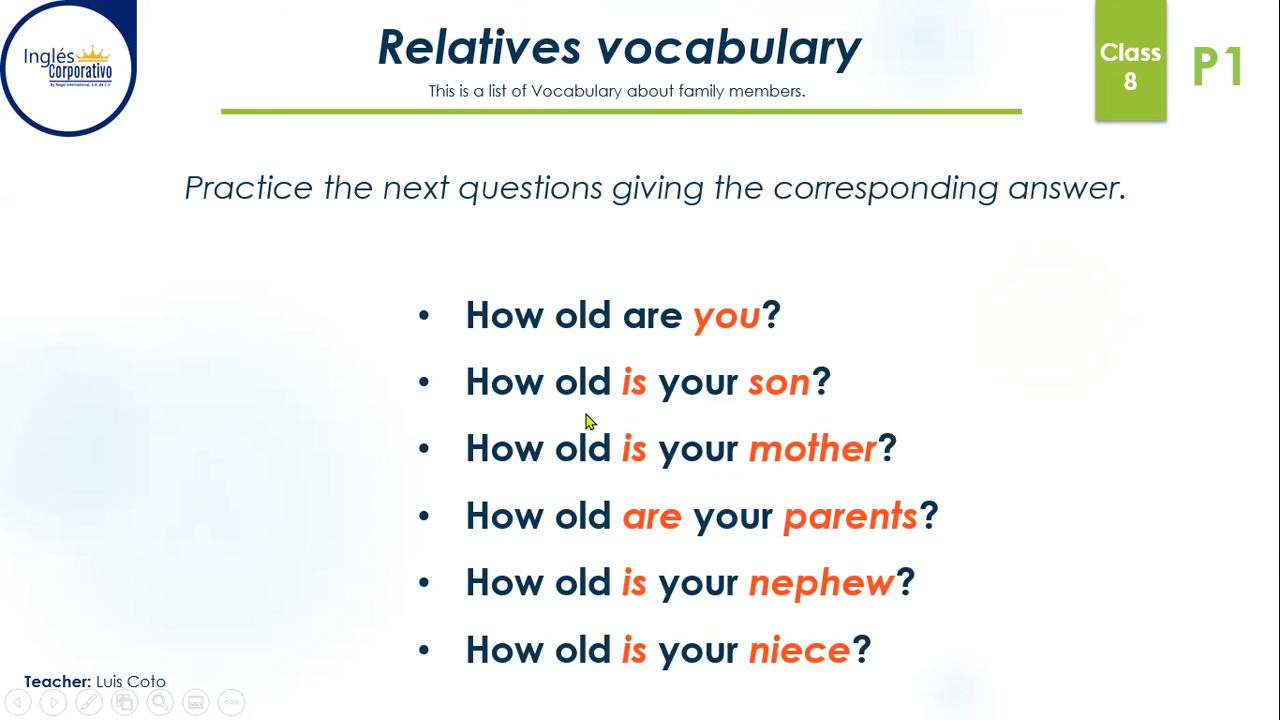 Inglés
Corporativo
By Regal International, S.A. de C.V
Relatives vocabulary
This is a list of Vocabulary about family members.
Class
8
P1
Practice the next questions giving the corresponding answer.
• How old are you?
• How old is your son?
• How old is your mother?
• How old are your parents?
• How old is your nephew?
• How old is your niece?
Teacher: Luis Coto